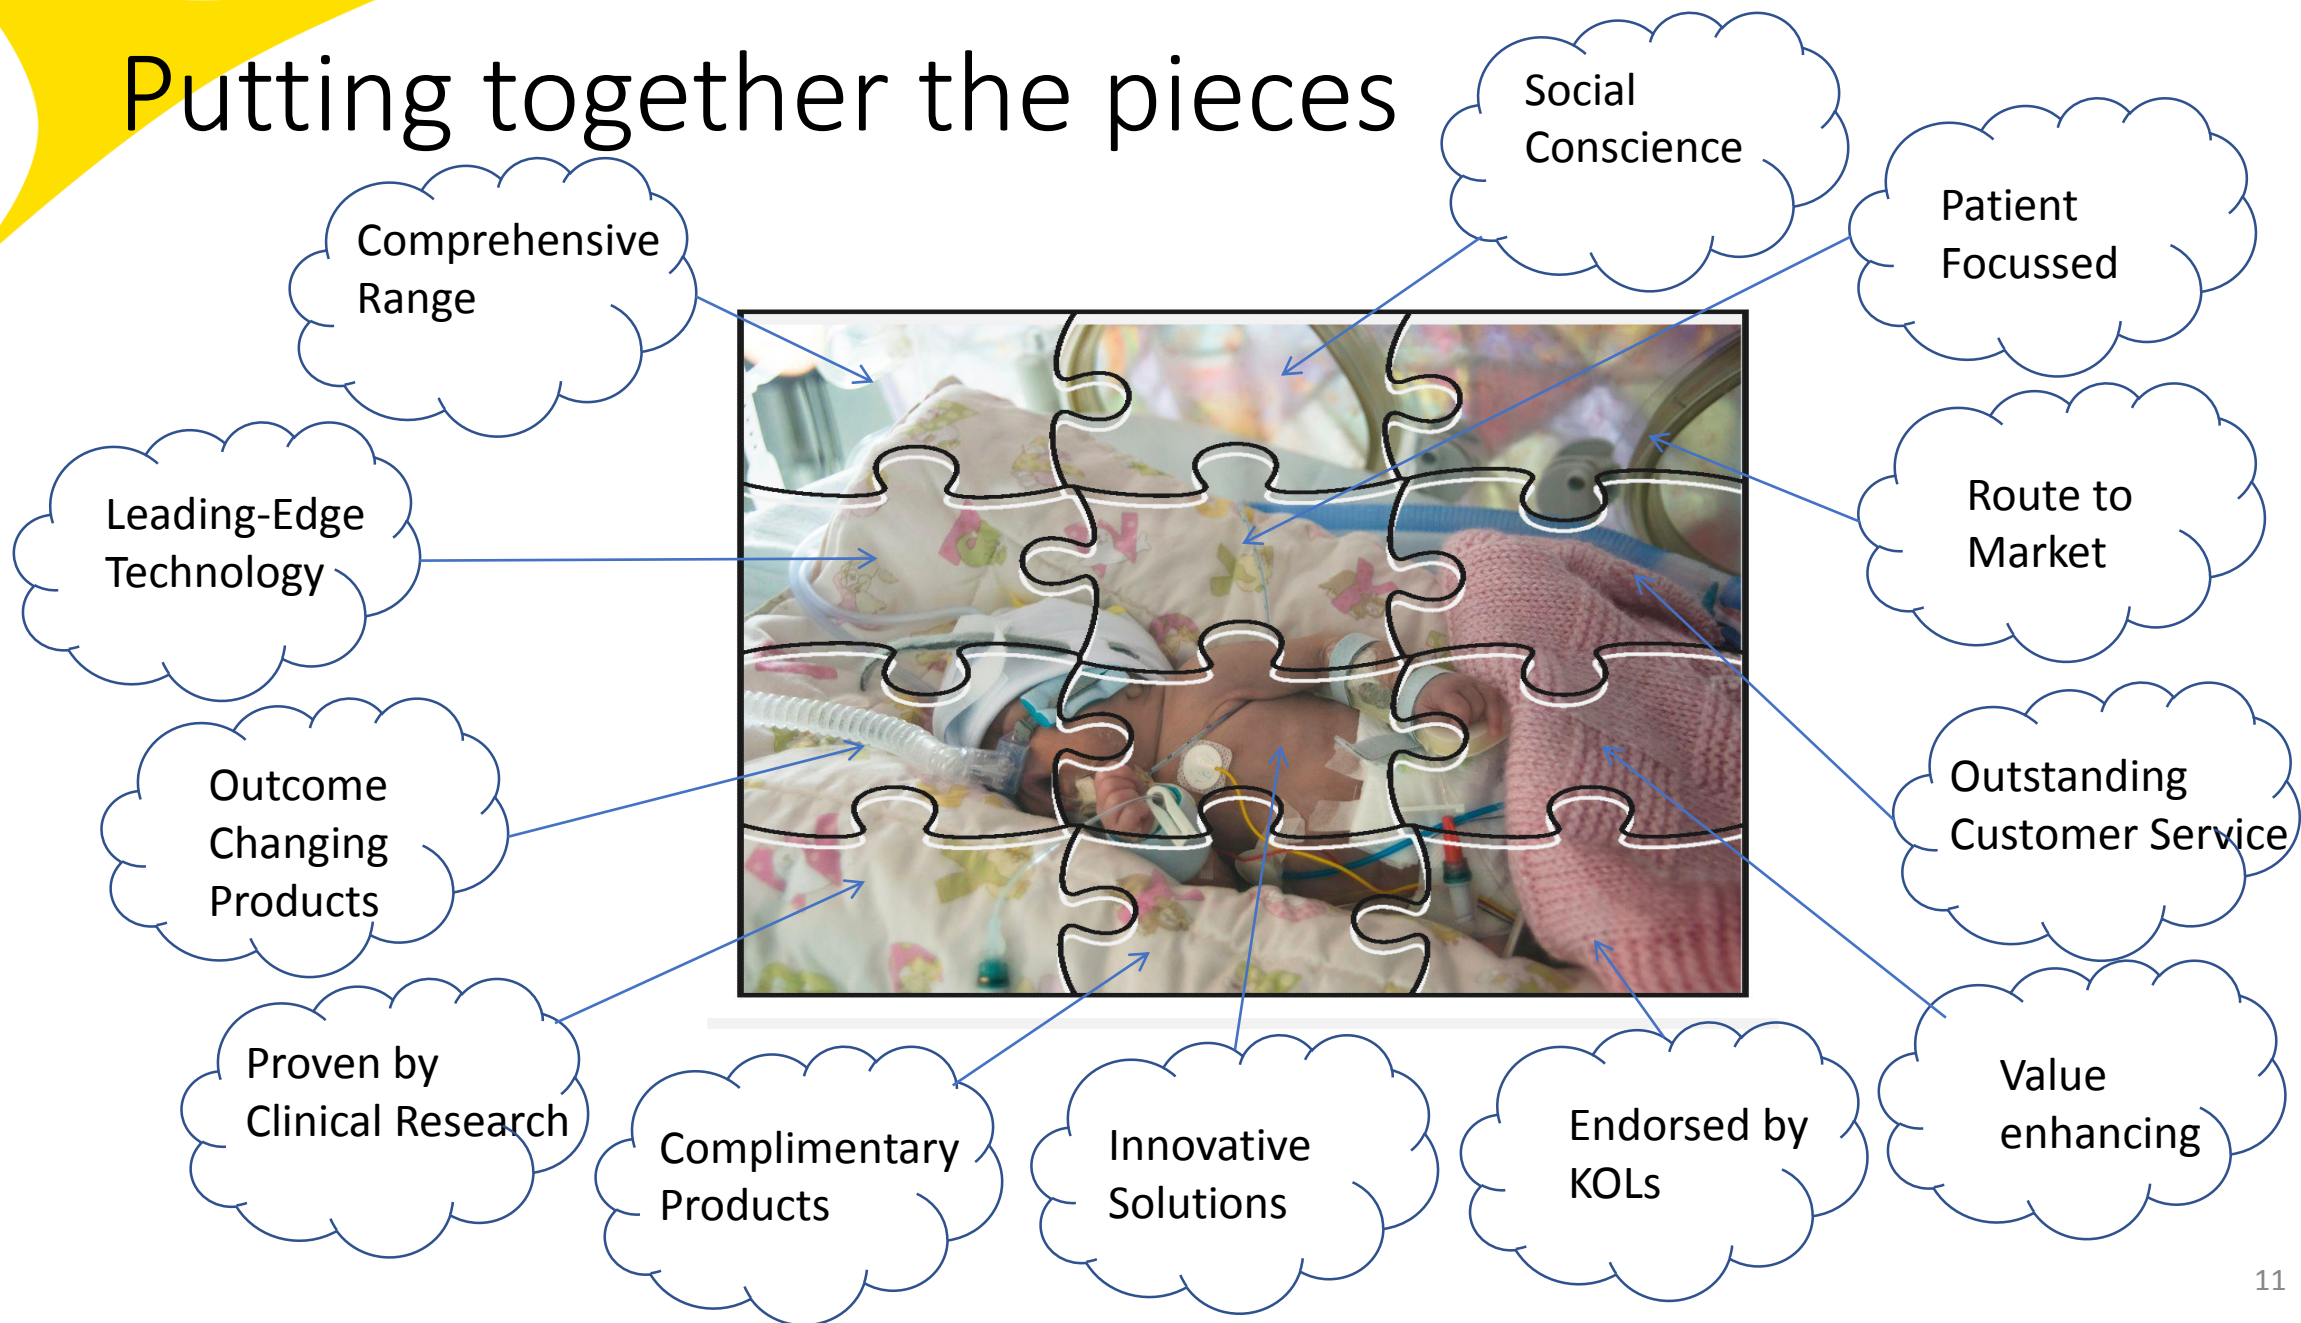 Putting together the pieces
Social
Conscience
Patient
Focussed
Comprehensive
Range
Leading-Edge
Technology
Route to
Market
Outcome
Changing
Products
Outstanding
Customer Service
Proven by
Clinical Research
Complimentary
Products
Innovative
Solutions
Endorsed by
KOLs
Value
enhancing
11